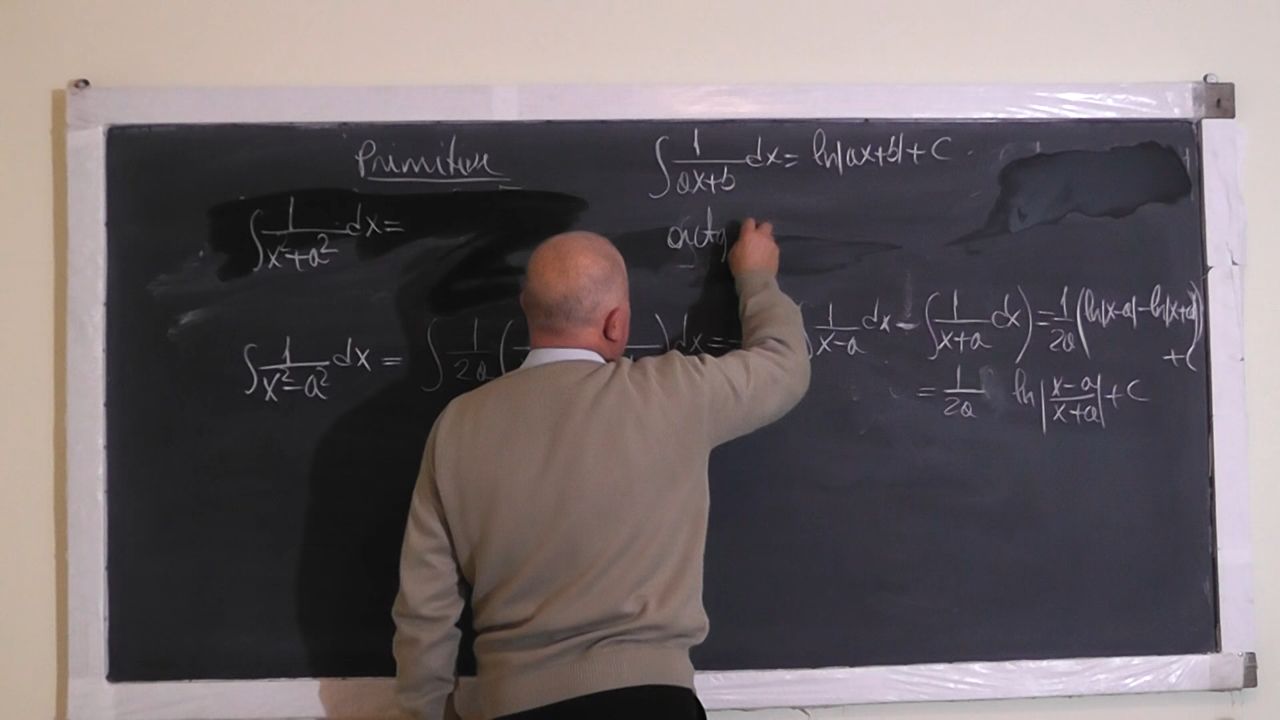 Primitive
∫ 1/(ax+b) dx = ln|ax+b| + C
∫ 1/(x²+a²) dx =
arctg
∫ 1/(x²-a²) dx = ∫ 1/2a ( ) dx = 1/(x-a) dx - ∫ 1/(x+a) dx ) = 1/2a (ln|x-a| - ln|x+a|) + C
= 1/2a ln |(x-a)/(x+a)| + C